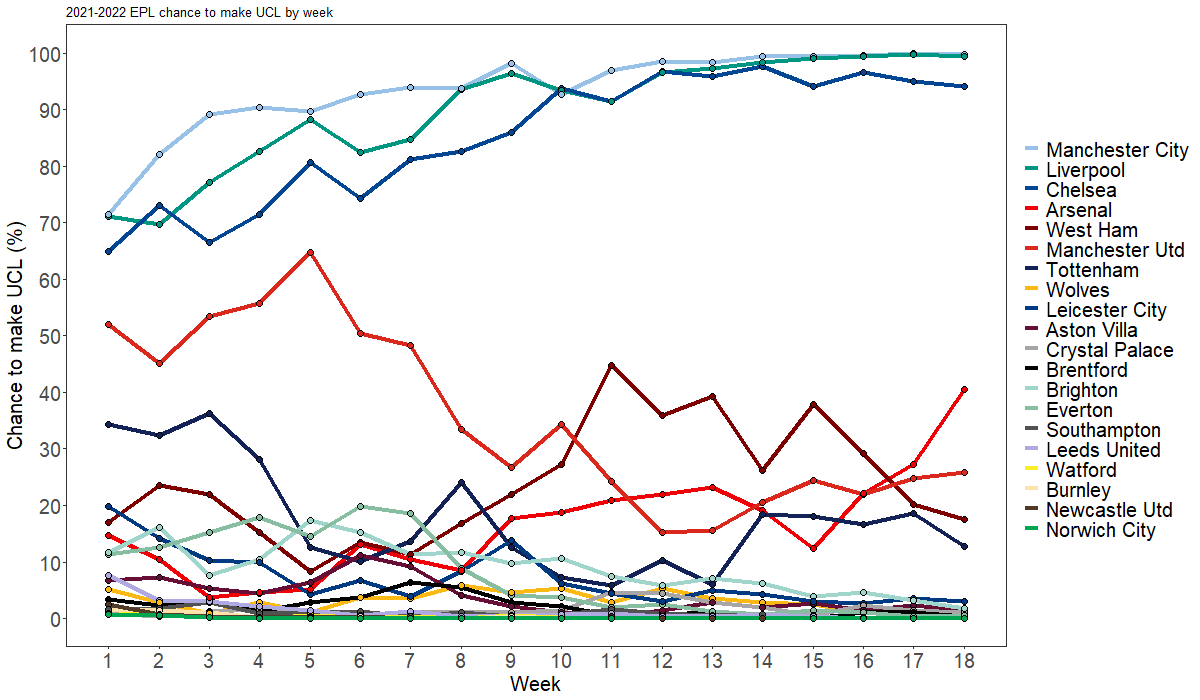 2021-2022 EPL chance to make UCL by week
Chance to make UCL (%)
100
90
80
70
60
50
40
30
20
10
0
1 2 3 4 5 6 7 8 9 10 11 12 13 14 15 16 17 18
Week
Manchester City
Liverpool
Chelsea
Arsenal
West Ham
Manchester Utd
Tottenham
Wolves
Leicester City
Aston Villa
Crystal Palace
Brentford
Brighton
Everton
Southampton
Leeds United
Watford
Burnley
Newcastle Utd
Norwich City